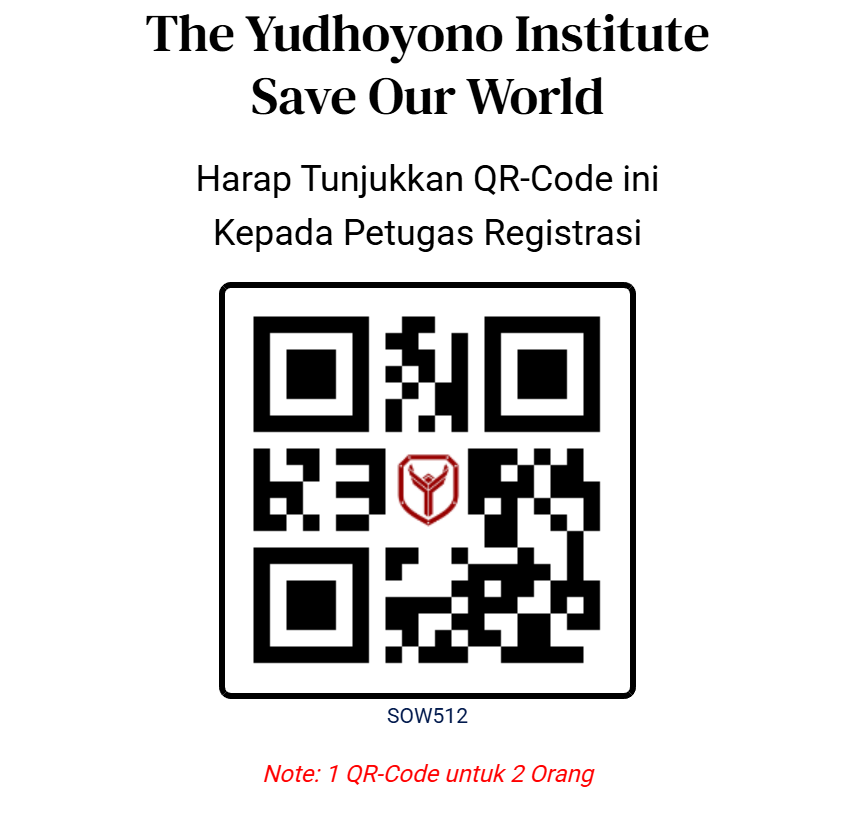 The Yudhoyono Institute
Save Our World
Harap Tunjukkan QR-Code ini
Kepada Petugas Registrasi
SOW512
Note: 1 QR-Code untuk 2 Orang